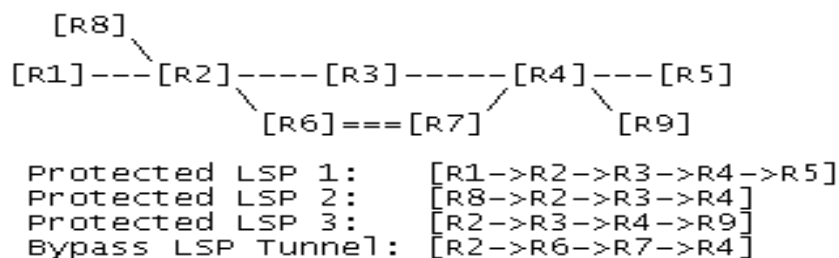 [R8]
[R1]---[R2]----[R3]-----[R4]---[R5]
[R6]===[R7] [R9]
Protected LSP 1: [R1->R2->R3->R4->R5]
Protected LSP 2: [R8->R2->R3->R4]
Protected LSP 3: [R2->R3->R4->R9]
Bypass LSP Tunnel: [R2->R6->R7->R4]